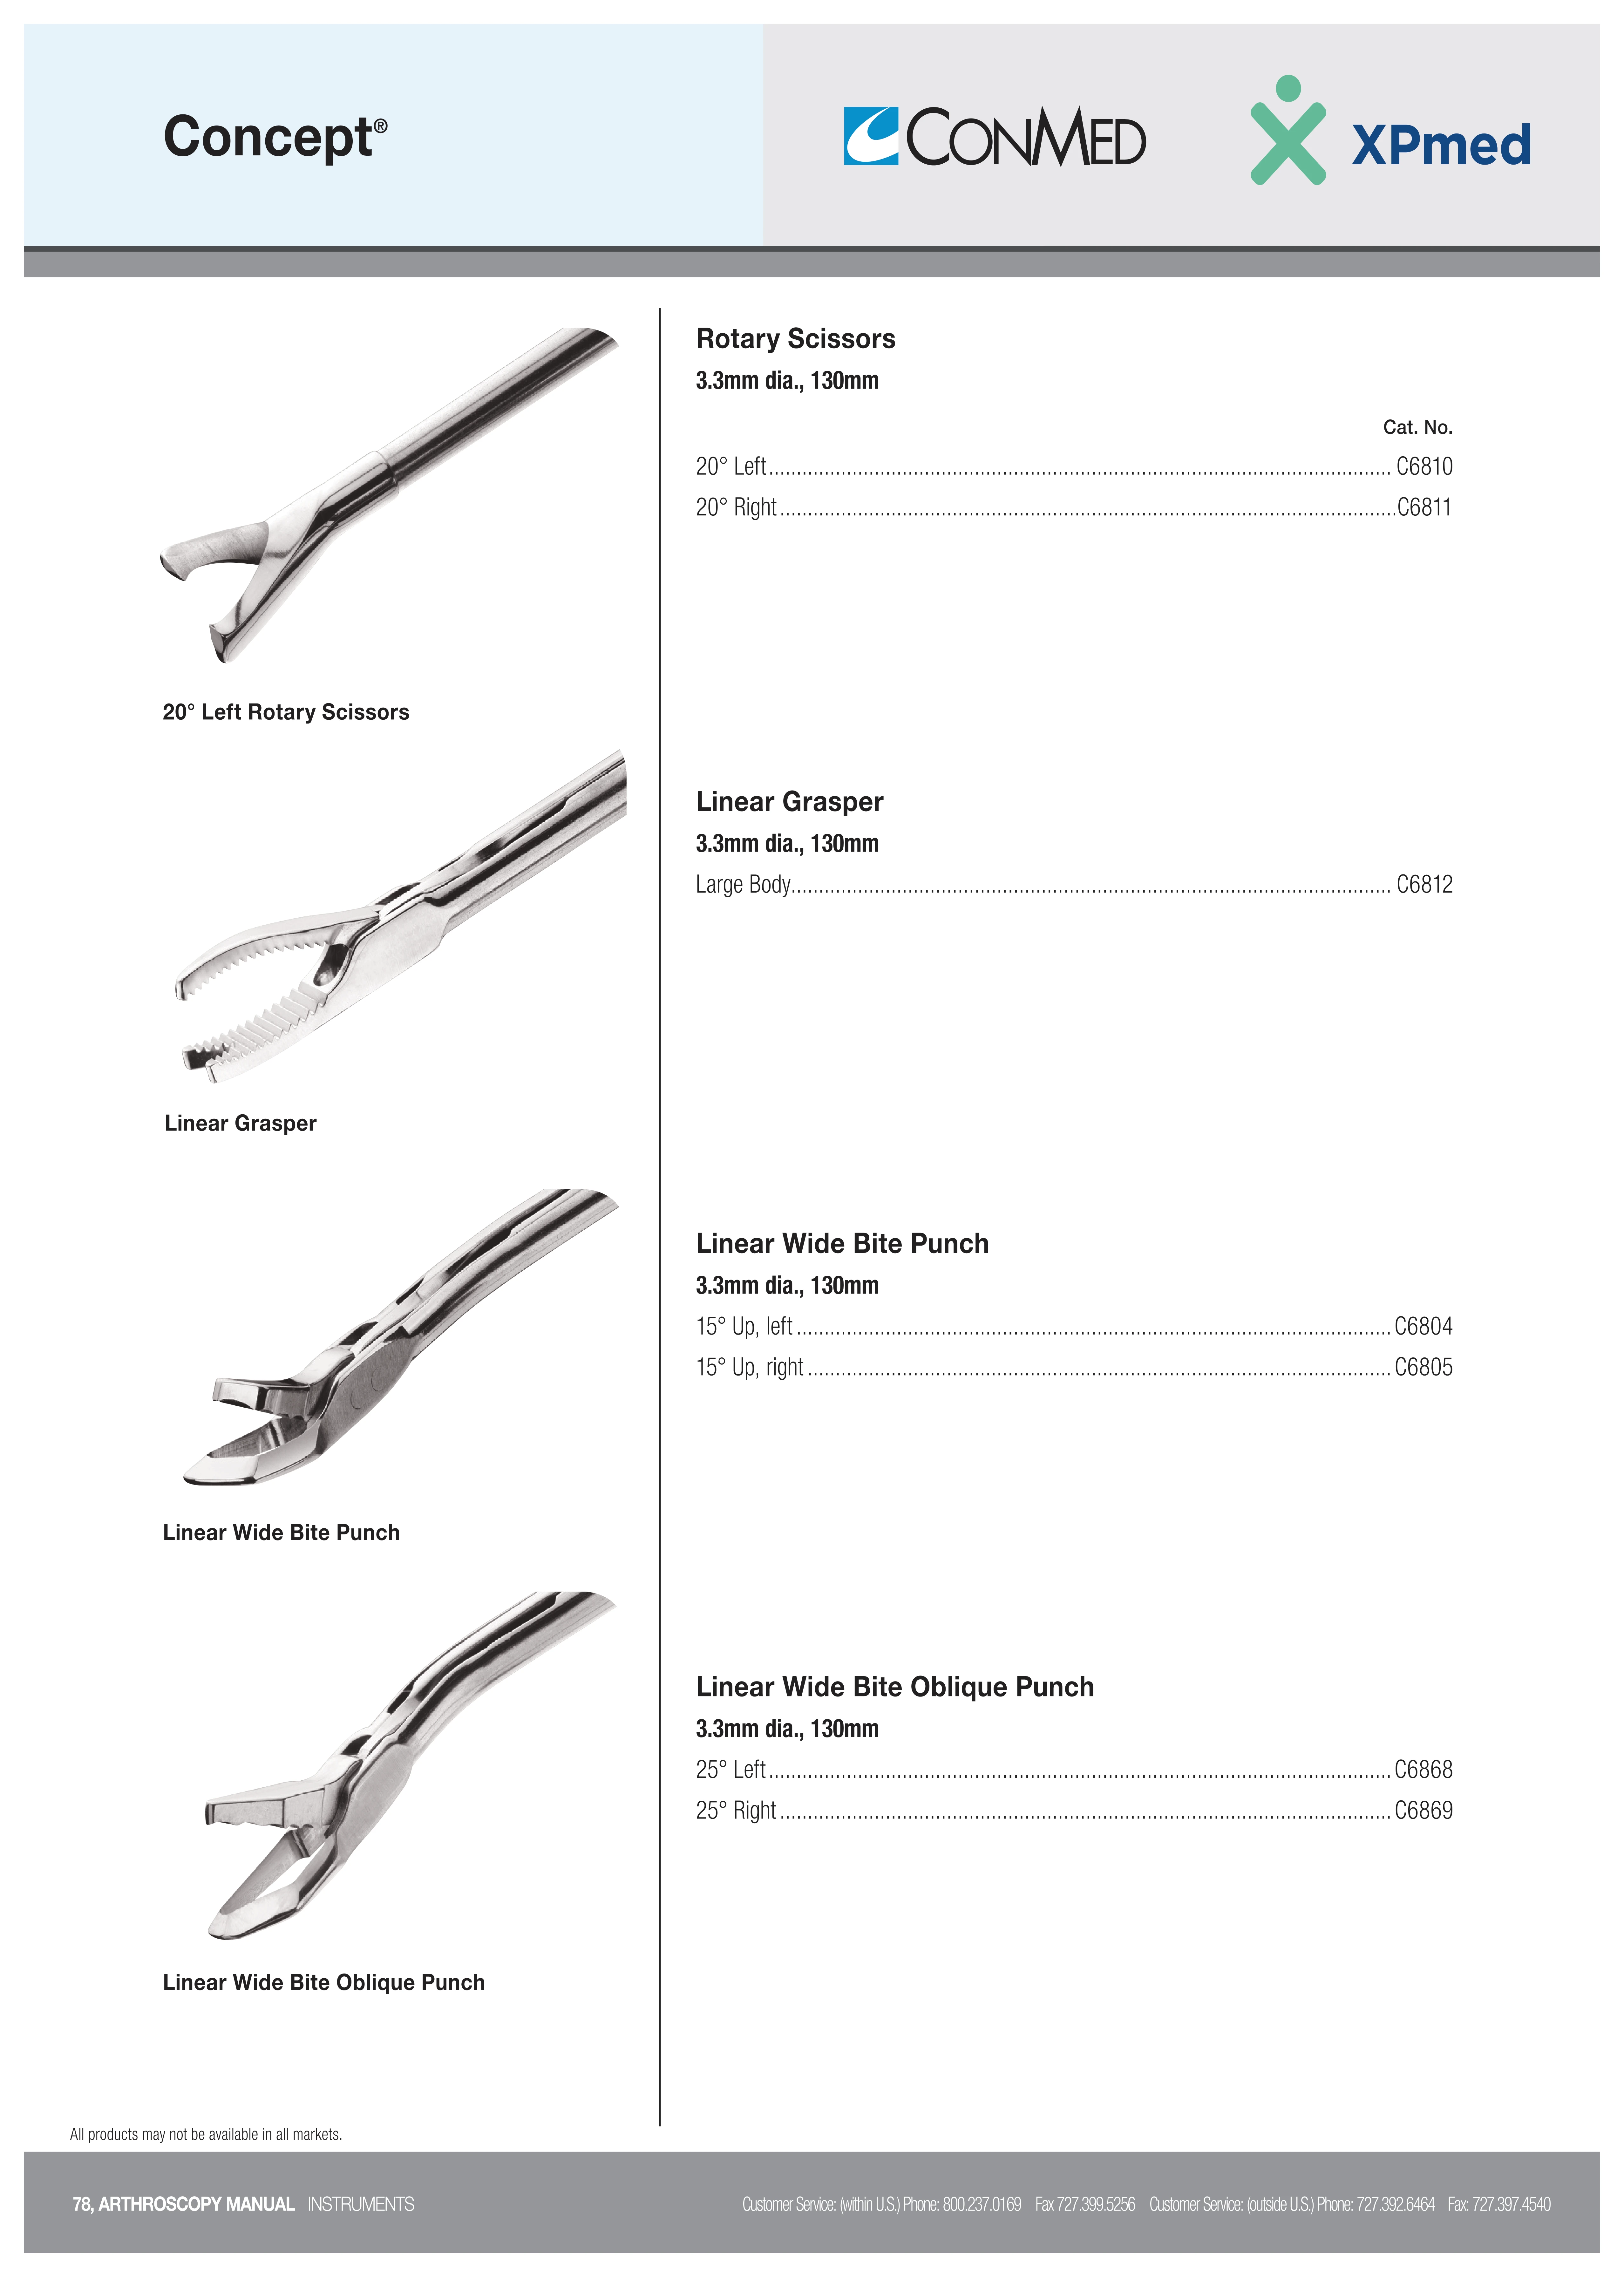 Concept®
CONMED
XPmed
Rotary Scissors
3.3mm dia., 130mm
Cat. No.
20° Left........................................ C6810
20° Right........................................C6811
20° Left Rotary Scissors
Linear Grasper
3.3mm dia., 130mm
Large Body........................................ C6812
Linear Grasper
Linear Wide Bite Punch
3.3mm dia., 130mm
15° Up, left ........................................ C6804
15° Up, right ........................................ C6805
Linear Wide Bite Punch
Linear Wide Bite Oblique Punch
3.3mm dia., 130mm
25° Left........................................ C6868
25° Right ........................................ C6869
Linear Wide Bite Oblique Punch
All products may not be available in all markets.
78, ARTHROSCOPY MANUAL INSTRUMENTS
Customer Service: (within U.S.) Phone: 800.237.0169 Fax 727.399.5256 Customer Service: (outside U.S.) Phone: 727.392.6464 Fax: 727.397.4540